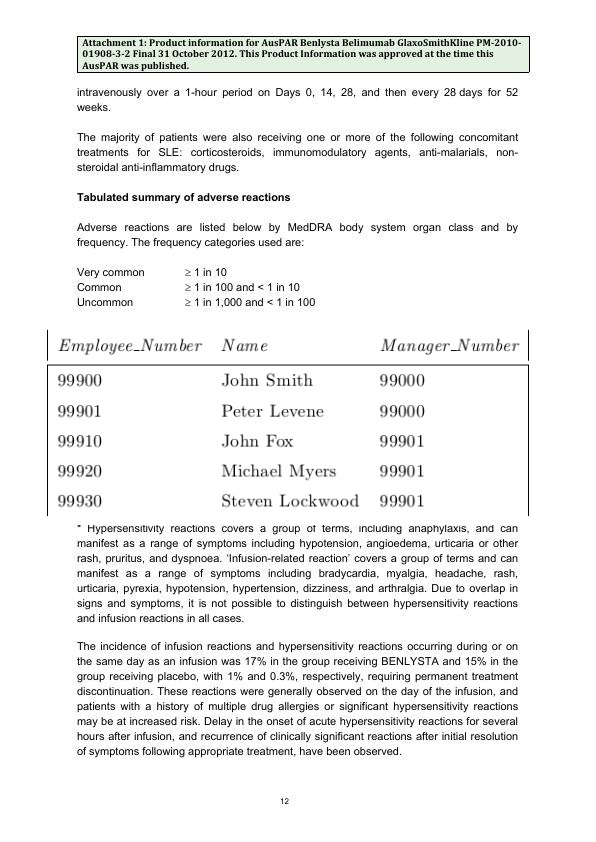 Attachment 1: Product information for AusPAR Benlysta Belimumab GlaxoSmithKline PM-2010-
01908-3-2 Final 31 October 2012. This Product Information was approved at the time this
AusPAR was published.
intravenously over a 1-hour period on Days 0, 14, 28, and then every 28 days for 52
weeks.
The majority of patients were also receiving one or more of the following concomitant
treatments for SLE: corticosteroids, immunomodulatory agents, anti-malarials, non-
steroidal anti-inflammatory drugs.
Tabulated summary of adverse reactions
Adverse reactions are listed below by MedDRA body system organ class and by
frequency. The frequency categories used are:
Very common ≥ 1 in 10
Common ≥ 1 in 100 and < 1 in 10
Uncommon ≥ 1 in 1,000 and < 1 in 100
Employee_Number Name Manager_Number
99900 John Smith 99000
99901 Peter Levene 99000
99910 John Fox 99901
99920 Michael Myers 99901
99930 Steven Lockwood 99901
* Hypersensitivity reactions covers a group of terms, including anaphylaxis, and can
manifest as a range of symptoms including hypotension, angioedema, urticaria or other
rash, pruritus, and dyspnoea. ‘Infusion-related reaction’ covers a group of terms and can
manifest as a range of symptoms including bradycardia, myalgia, headache, rash,
urticaria, pyrexia, hypotension, hypertension, dizziness, and arthralgia. Due to overlap in
signs and symptoms, it is not possible to distinguish between hypersensitivity reactions
and infusion reactions in all cases.
The incidence of infusion reactions and hypersensitivity reactions occurring during or on
the same day as an infusion was 17% in the group receiving BENLYSTA and 15% in the
group receiving placebo, with 1% and 0.3%, respectively, requiring permanent treatment
discontinuation. These reactions were generally observed on the day of the infusion, and
patients with a history of multiple drug allergies or significant hypersensitivity reactions
may be at increased risk. Delay in the onset of acute hypersensitivity reactions for several
hours after infusion, and recurrence of clinically significant reactions after initial resolution
of symptoms following appropriate treatment, have been observed.
12